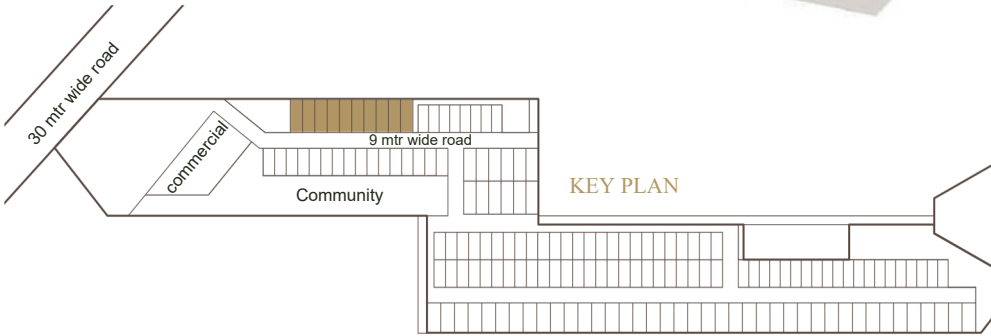 30 mtr wide road
commercial
9 mtr wide road
Community
KEY PLAN